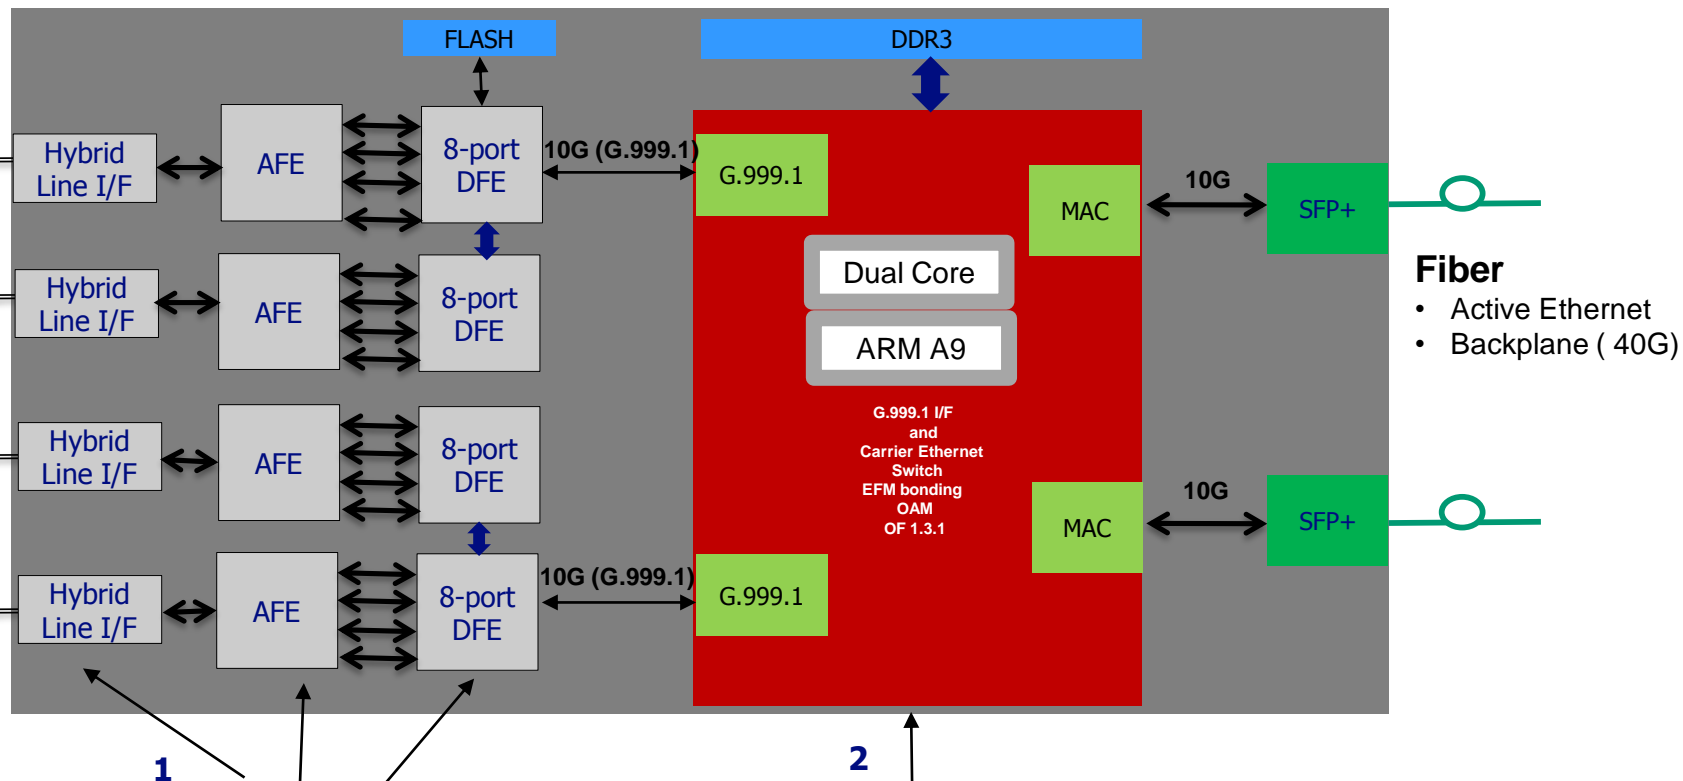 FLASH
DDR3
Hybrid
Line I/F
AFE
8-port
DFE
10G (G.999.1)
G.999.1
MAC
10G
SFP+
Hybrid
Line I/F
AFE
8-port
DFE
Dual Core
ARM A9
Fiber
• Active Ethernet
• Backplane ( 40G)
Hybrid
Line I/F
AFE
8-port
DFE
G.999.1 I/F
and
Carrier Ethernet
Switch
EFM bonding
OAM
OF 1.3.1
MAC
10G
SFP+
Hybrid
Line I/F
AFE
8-port
DFE
10G (G.999.1)
G.999.1
1
2